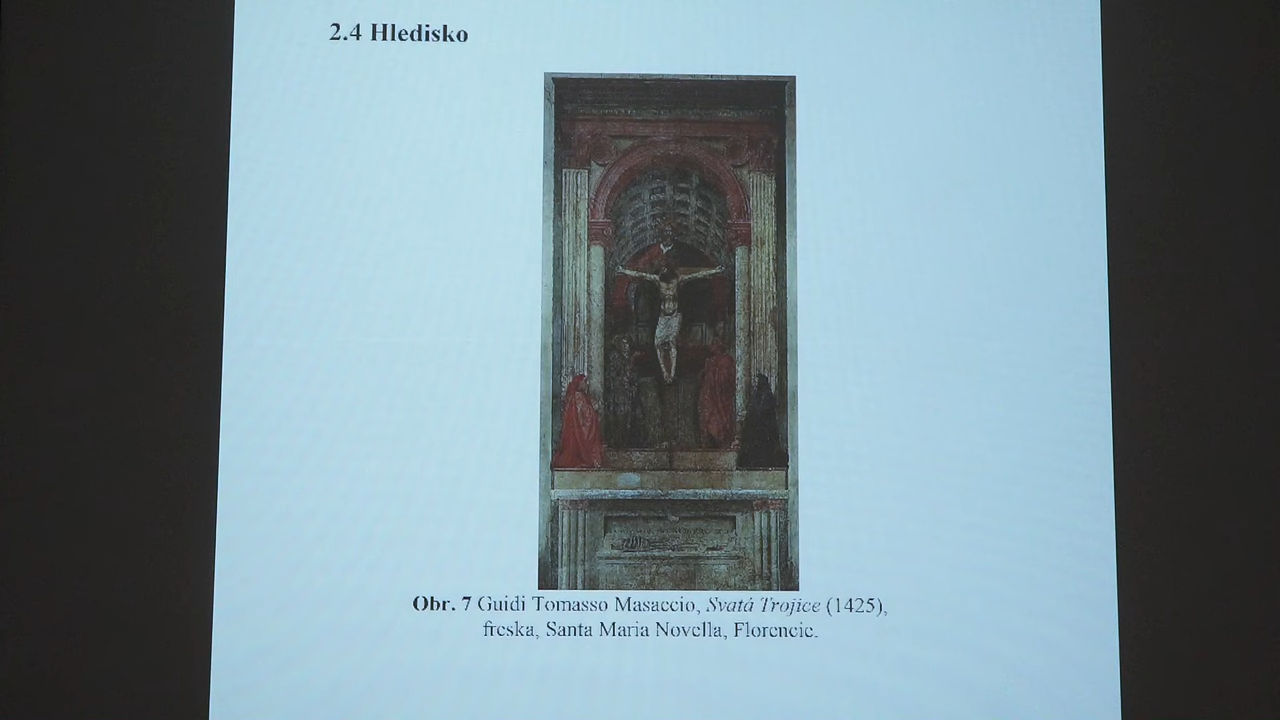 2.4 Hledisko
Obr. 7 Guidi Tomasso Masaccio, Svatá Trojice (1425),
freska, Santa Maria Novella, Florencie.